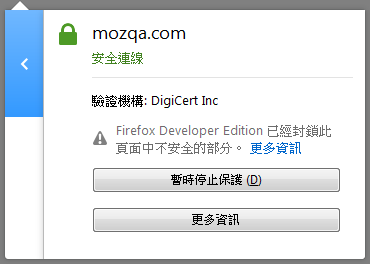 mozqa.com
安全連線
驗證機構: DigiCert Inc
Firefox Developer Edition 已經封鎖此
頁面中不安全的部分。 更多資訊
暫時停止保護 (D)
更多資訊